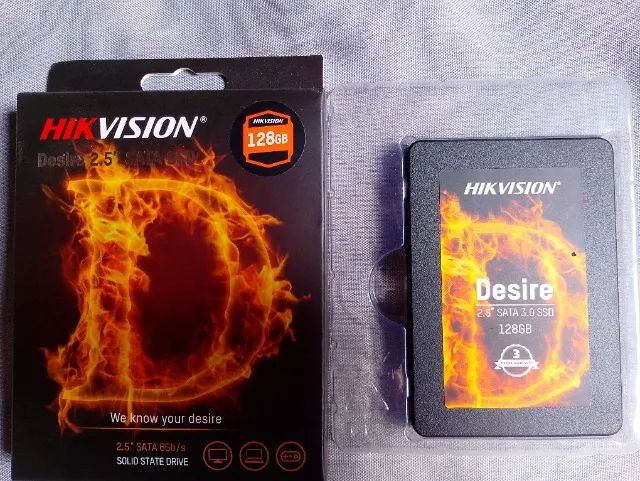 HIKVISION®
HIKVISION
128GB
Desire 2.5" SATA SSD
D
We know your desire
2.5" SATA 6Gb/s
SOLID STATE DRIVE
HIKVISION®
D
Desire
2.5" SATA 3.0 SSD
128GB
3